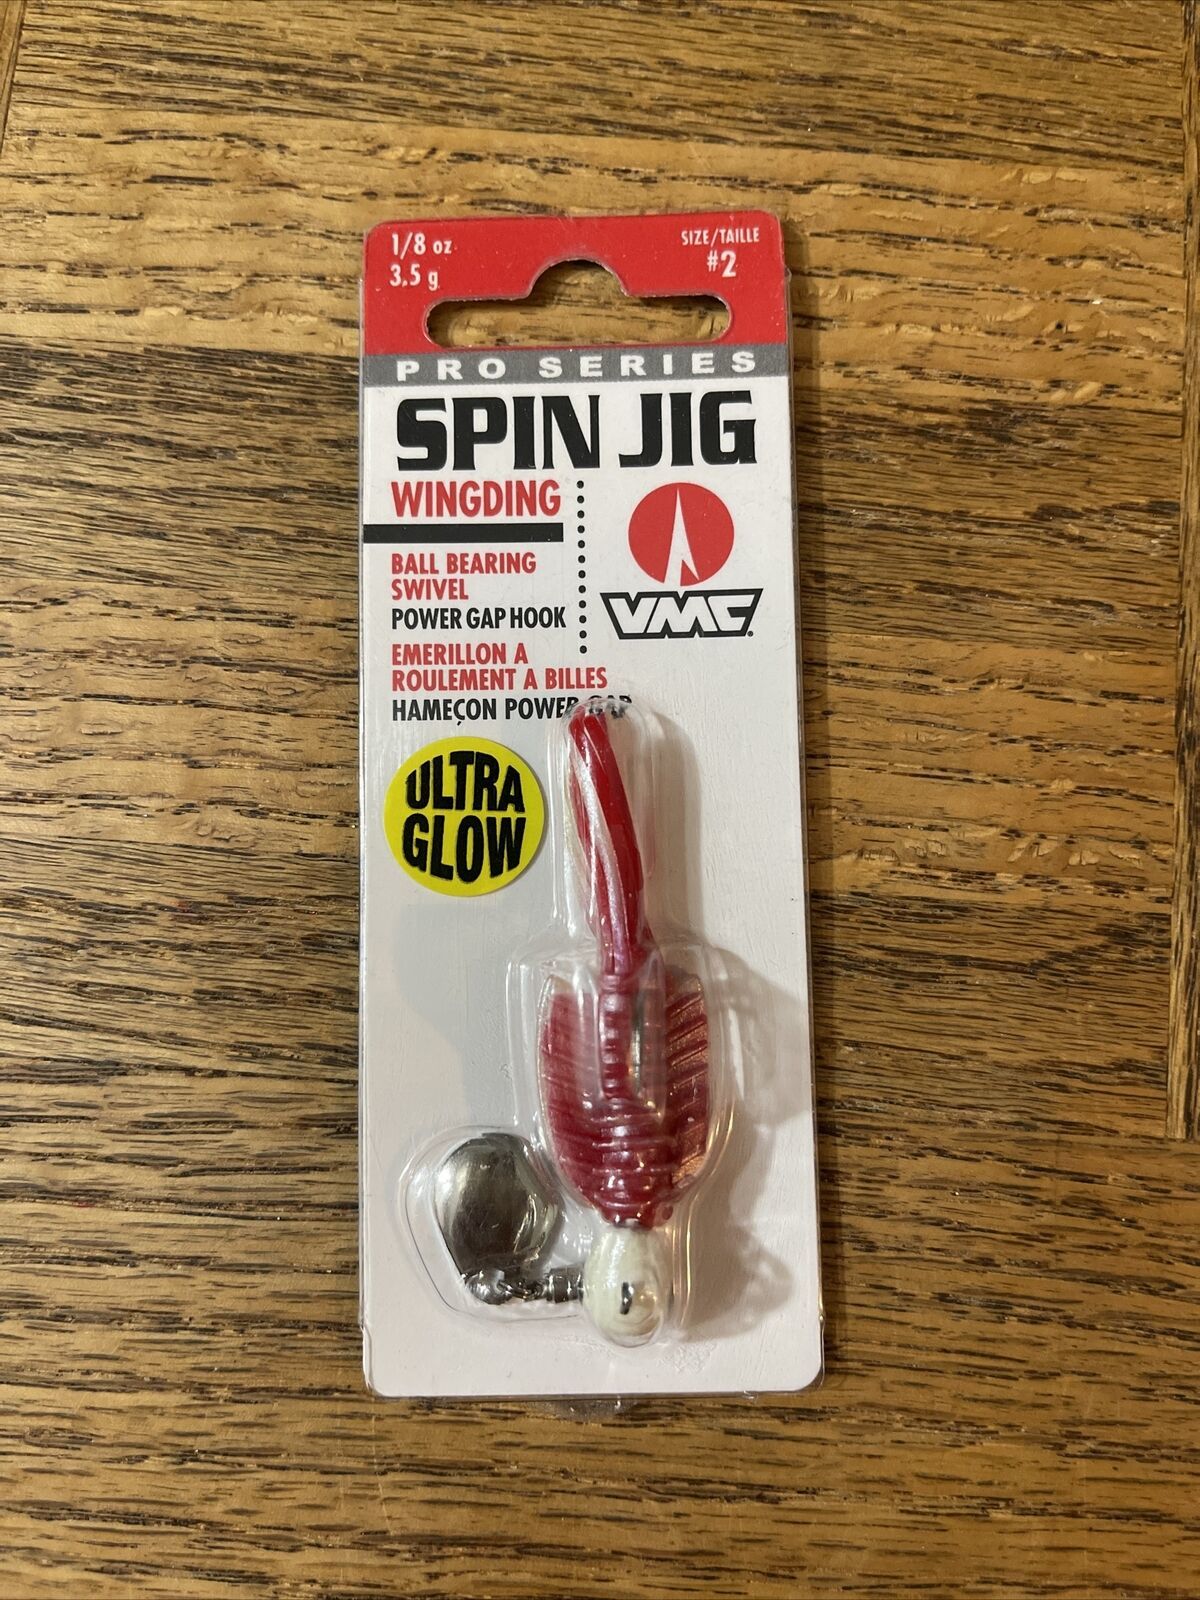 1/8 oz
3.5 g
SIZE/TAILLE
#2
PRO SERIES
SPIN JIG
WINGDING
BALL BEARING
SWIVEL
POWER GAP HOOK
VMC
EMERILLON A
ROULEMENT A BILLES
HAMEÇON POWER GAP
ULTRA
GLOW